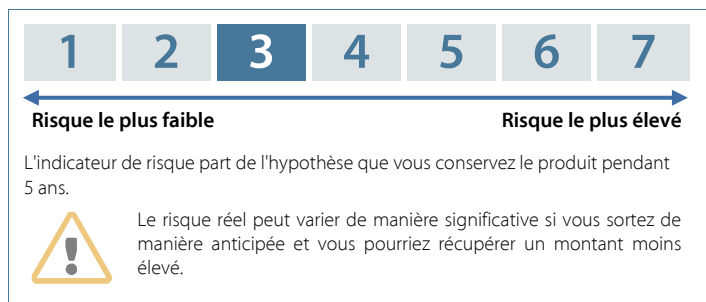 1 2 3 4 5 6 7
Risque le plus faible Risque le plus élevé
L'indicateur de risque part de l'hypothèse que vous conservez le produit pendant
5 ans.
Le risque réel peut varier de manière significative si vous sortez de
manière anticipée et vous pourriez récupérer un montant moins
élevé.